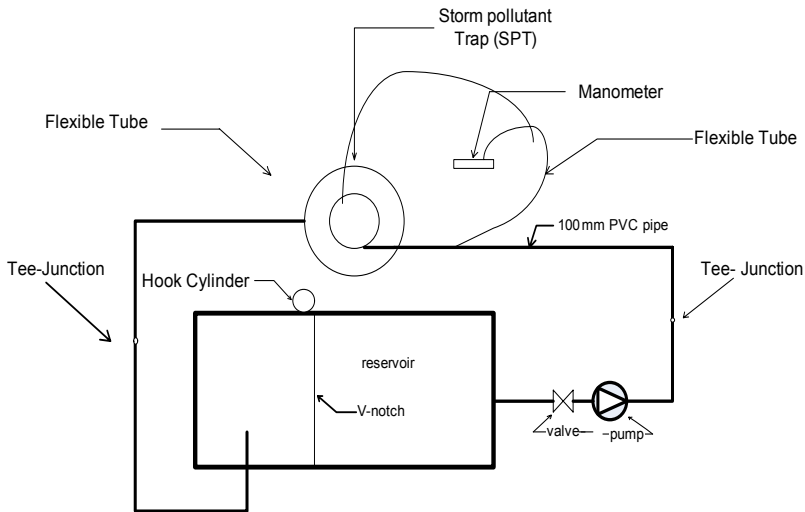 Storm pollutant
Trap (SPT)
Manometer
Flexible Tube
Flexible Tube
100mm PVC pipe
Tee-Junction
Tee- Junction
Hook Cylinder
reservoir
V-notch
valve
pump